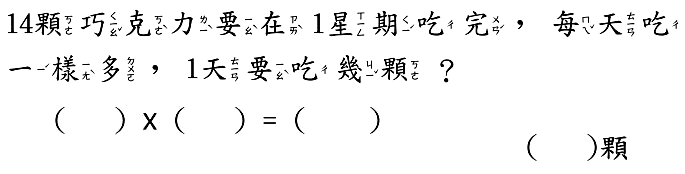 14顆巧克力要在1星期吃完，每天吃
一樣多，1天要吃幾顆？
(　　) X (　　) = (　　)
(　　)顆